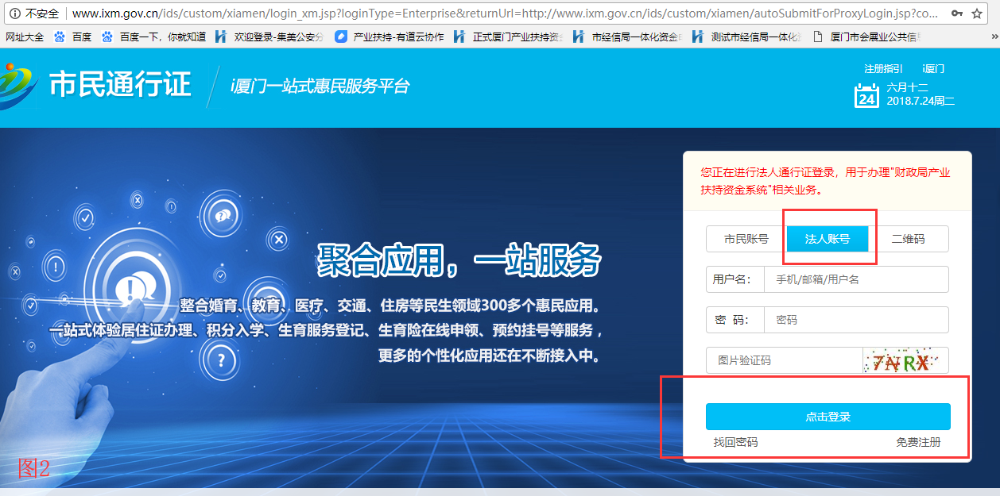 不安全 www.ixm.gov.cn/ids/custom/xiamen/login_xm.jsp?loginType=Enterprise&returnUrl=http://www.ixm.gov.cn/ids/custom/xiamen/autoSubmitForProxyLogin.jsp?co...
网址大全 百度 百度一下，你就知道 欢迎登录-集美公安分 产业扶持-有道云协作 正式厦门产业扶持资 市经信局一体化资金 测试市经信局一体化 厦门市会展业公共信 »
市民通行证 i厦门一站式惠民服务平台
注册指引 i厦门
24 六月十二
2018.7.24周二
您正在进行法人通行证登录，用于办理"财政局产业
扶持资金系统"相关业务。
市民账号 法人账号 二维码
用户名： 手机/邮箱/用户名
密 码： 密码
图片验证码 7NRX
点击登录
找回密码 免费注册
聚合应用，一站服务
整合婚育、教育、医疗、交通、住房等民生领域300多个惠民应用。
一站式体验居住证办理、积分入学、生育服务登记、生育险在线申领、预约挂号等服务，
更多的个性化应用还在不断接入中。
图2